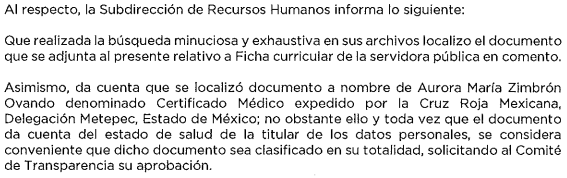 Al respecto, la Subdirección de Recursos Humanos informa lo siguiente:
Que realizada la búsqueda minuciosa y exhaustiva en sus archivos localizo el documento
que se adjunta al presente relativo a Ficha curricular de la servidora pública en comento.
Asimismo, da cuenta que se localizó documento a nombre de Aurora María Zimbrón
Ovando denominado Certificado Médico expedido por la Cruz Roja Mexicana,
Delegación Metepec, Estado de México; no obstante ello y toda vez que el documento
da cuenta del estado de salud de la titular de los datos personales, se considera
conveniente que dicho documento sea clasificado en su totalidad, solicitando al Comité
de Transparencia su aprobación.